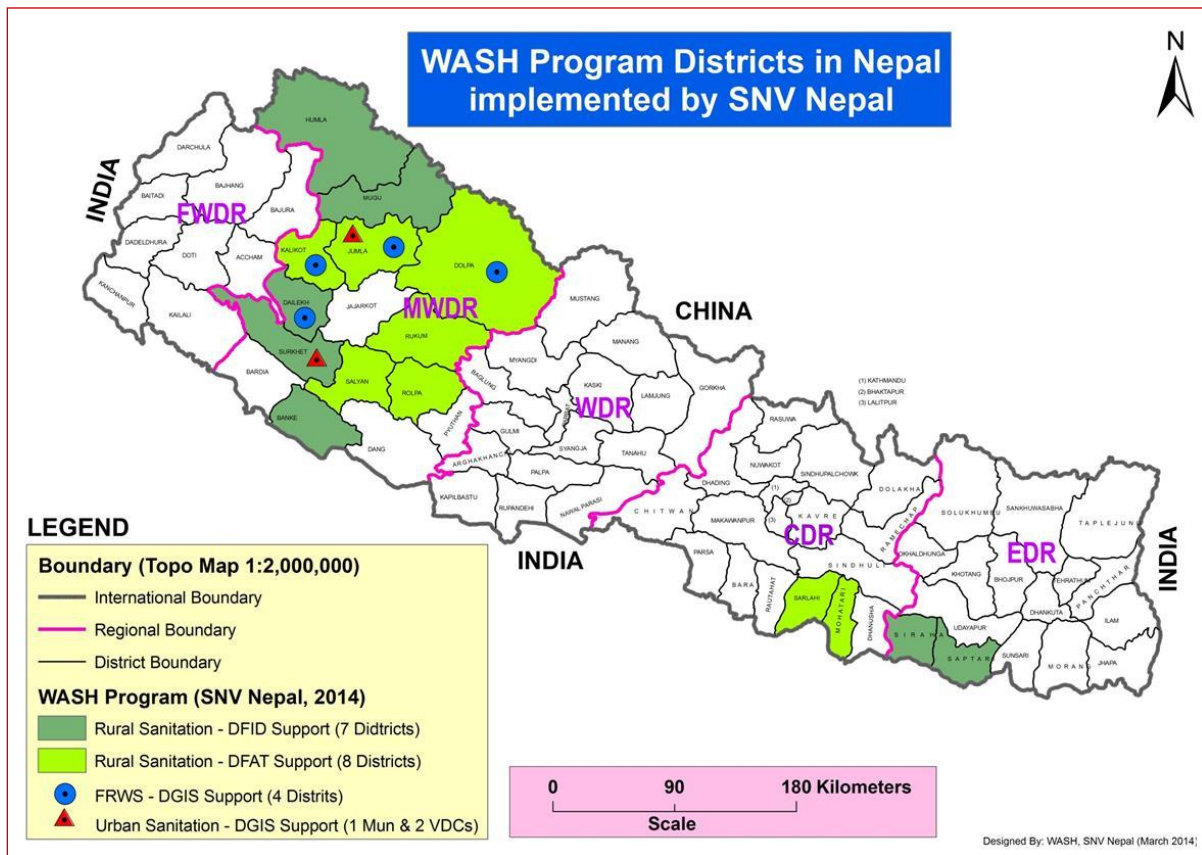 WASH Program Districts in Nepal
implemented by SNV Nepal
N
HUMLA
DARCHULA
BAJHANG
BAITADI
BAJURA
MUGU
INDIA
FWDR
DADELDHURA
DOTI
ACCHAM
KALIKOT
JUMLA
DOLPA
KANCHANPUR
KAILALI
DAILEKH
JAJARKOT
MWDR
MUSTANG
CHINA
SURKHET
RUKUM
MANANG
BARDIA
SALYAN
ROLPA
MYANGDI
BAGLUNG
KASKI
LAMJUNG
GORKHA
WDR
(1) KATHMANDU
(2) BHAKTAPUR
(3) LALITPUR
BANKE
DANG
PYUTHAN
GULMI
SYANGJA
TANAHU
RASUWA
ARGHAKHANCA
PALPA
NUWAKOT
SINDHUPALCHOWK
KAPILBASTU
RUPANDEHI
NAWAL PARASI
CHITWAN
DHADING
(1)
(2)
(3)
KAVRE
DOLAKHA
RAMECHAP
SOLUKHUMBU
SANKHUWASABHA
TAPLEJUNG
MAKAWANPUR
CDR
EDR
INDIA
INDIA
OKHALDHUNGA
KHOTANG
BHOJPUR
TEHRATHUM
PANCHTHAR
PARSA
BARA
RAUTAHAT
SINDHULI
SARLAHI
MOHATARI
DHANUSHA
DHANKUTA
ILAM
UDAYAPUR
SIRAHA
SAPTARI
SUNSARI
MORANG
JHAPA
LEGEND
Boundary (Topo Map 1:2,000,000)
International Boundary
Regional Boundary
District Boundary
WASH Program (SNV Nepal, 2014)
Rural Sanitation - DFID Support (7 Didtricts)
Rural Sanitation - DFAT Support (8 Districts)
FRWS - DGIS Support (4 Distrits)
Urban Sanitation - DGIS Support (1 Mun & 2 VDCs)
0 90 180 Kilometers
Scale
Designed By: WASH, SNV Nepal (March 2014)